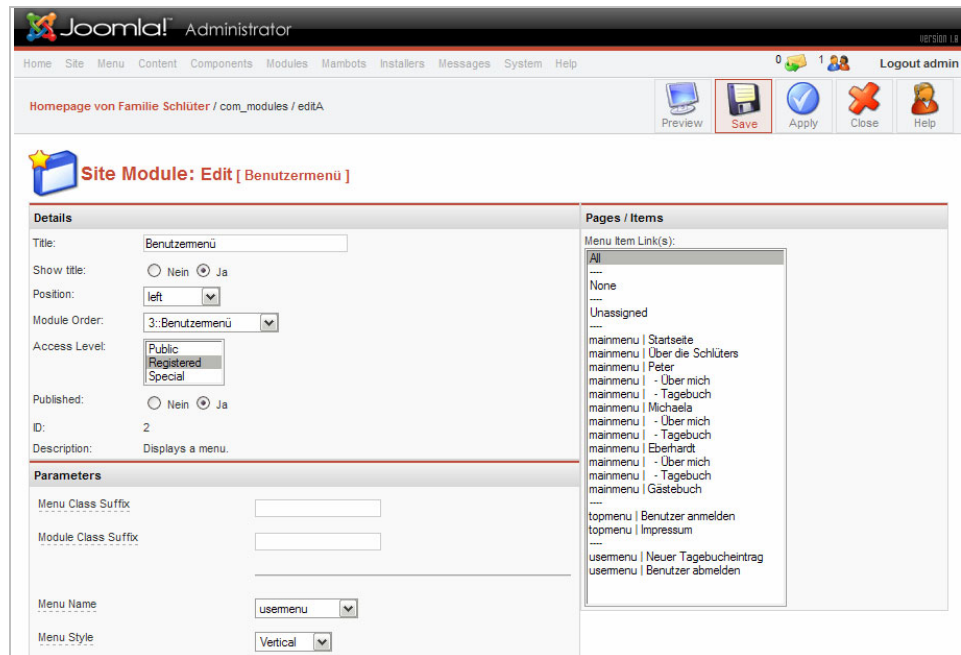 Joomla!™ Administrator
version 1.0
Home Site Menu Content Components Modules Mambots Installers Messages System Help 0 1 Logout admin
Homepage von Familie Schlüter / com_modules / editA
Preview Save Apply Close Help
Site Module: Edit [ Benutzermenü ]
Details
Title: Benutzermenü
Show title: Nein Ja
Position: left
Module Order: 3::Benutzermenü
Access Level: Public
Registered
Special
Published: Nein Ja
ID: 2
Description: Displays a menu.
Parameters
Menu Class Suffix
Module Class Suffix
Menu Name usermenu
Menu Style Vertical
Pages / Items
Menu Item Link(s):
All
----
None
----
Unassigned
----
mainmenu | Startseite
mainmenu | Über die Schlüters
mainmenu | Peter
mainmenu | - Über mich
mainmenu | - Tagebuch
mainmenu | Michaela
mainmenu | - Über mich
mainmenu | - Tagebuch
mainmenu | Eberhardt
mainmenu | - Über mich
mainmenu | - Tagebuch
mainmenu | Gästebuch
----
topmenu | Benutzer anmelden
topmenu | Impressum
----
usermenu | Neuer Tagebucheintrag
usermenu | Benutzer abmelden